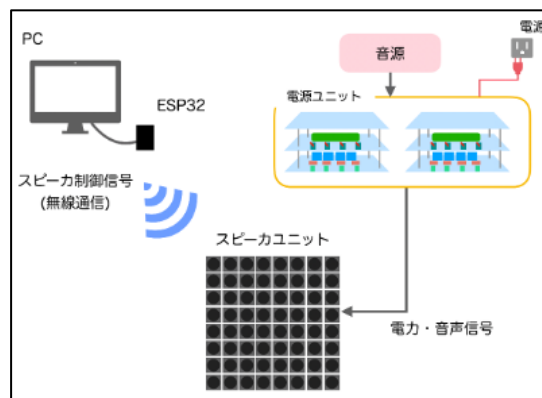 PC
電源
音源
ESP32
電源ユニット
スピーカ制御信号
(無線通信)
スピーカユニット
電力・音声信号